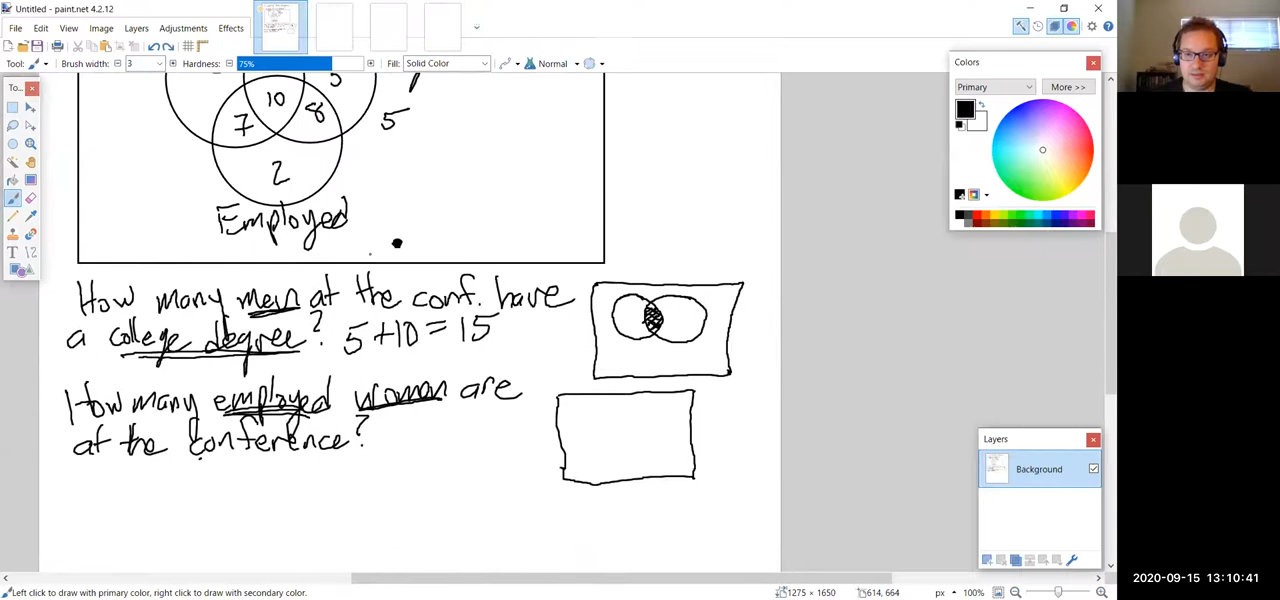 Untitled - paint.net 4.2.12
File Edit View Image Layers Adjustments Effects
Tool: Brush width: 3 Hardness: 75% Fill: Solid Color Normal
To...
Colors
Primary More >>
10
7 8 5
2
Employed
How many men at the conf. have
a college degree? 5+10=15
How many employed woman are
at the conference?
Layers
Background
Left click to draw with primary color, right click to draw with secondary color. 1275 × 1650 614, 664 px 100%
2020-09-15 13:10:41